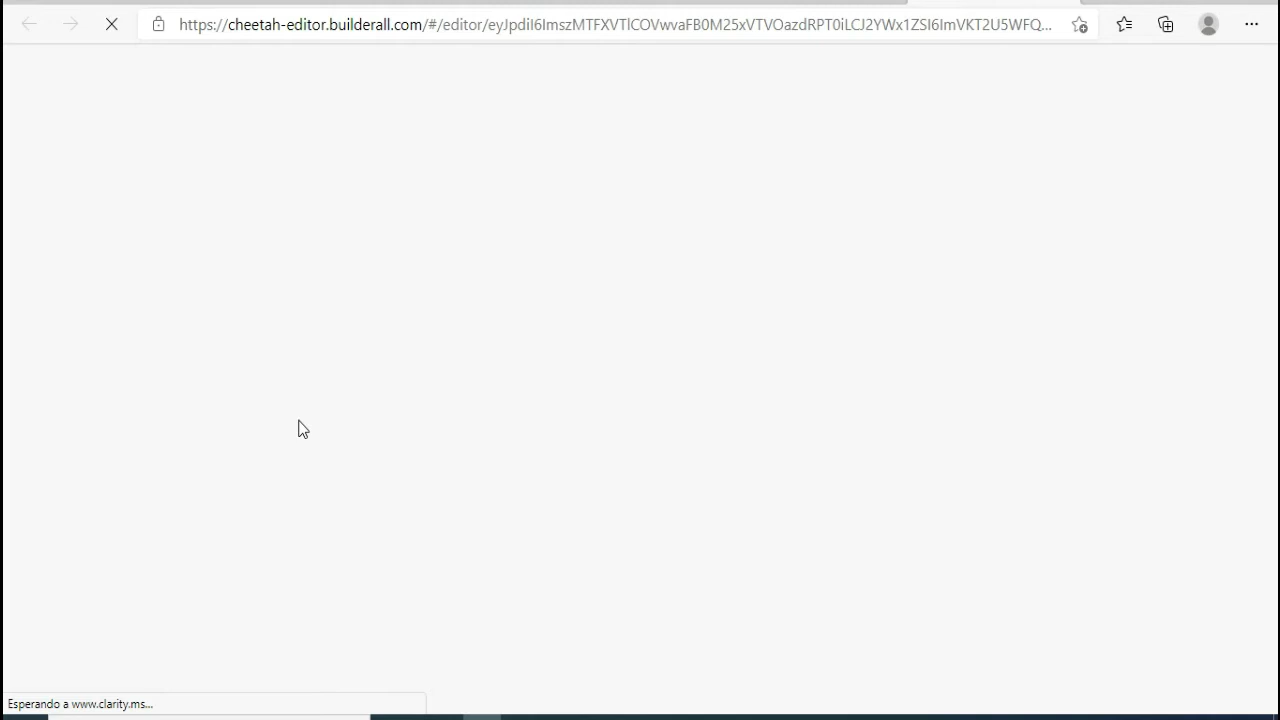 https://cheetah-editor.builderall.com/#/editor/eyJpdiI6ImszMTFXVTlCOVwvaFB0M25xVTVOazdRPT0iLCJ2YWx1ZSI6ImVKT2U5WFQ...
Esperando a www.clarity.ms...